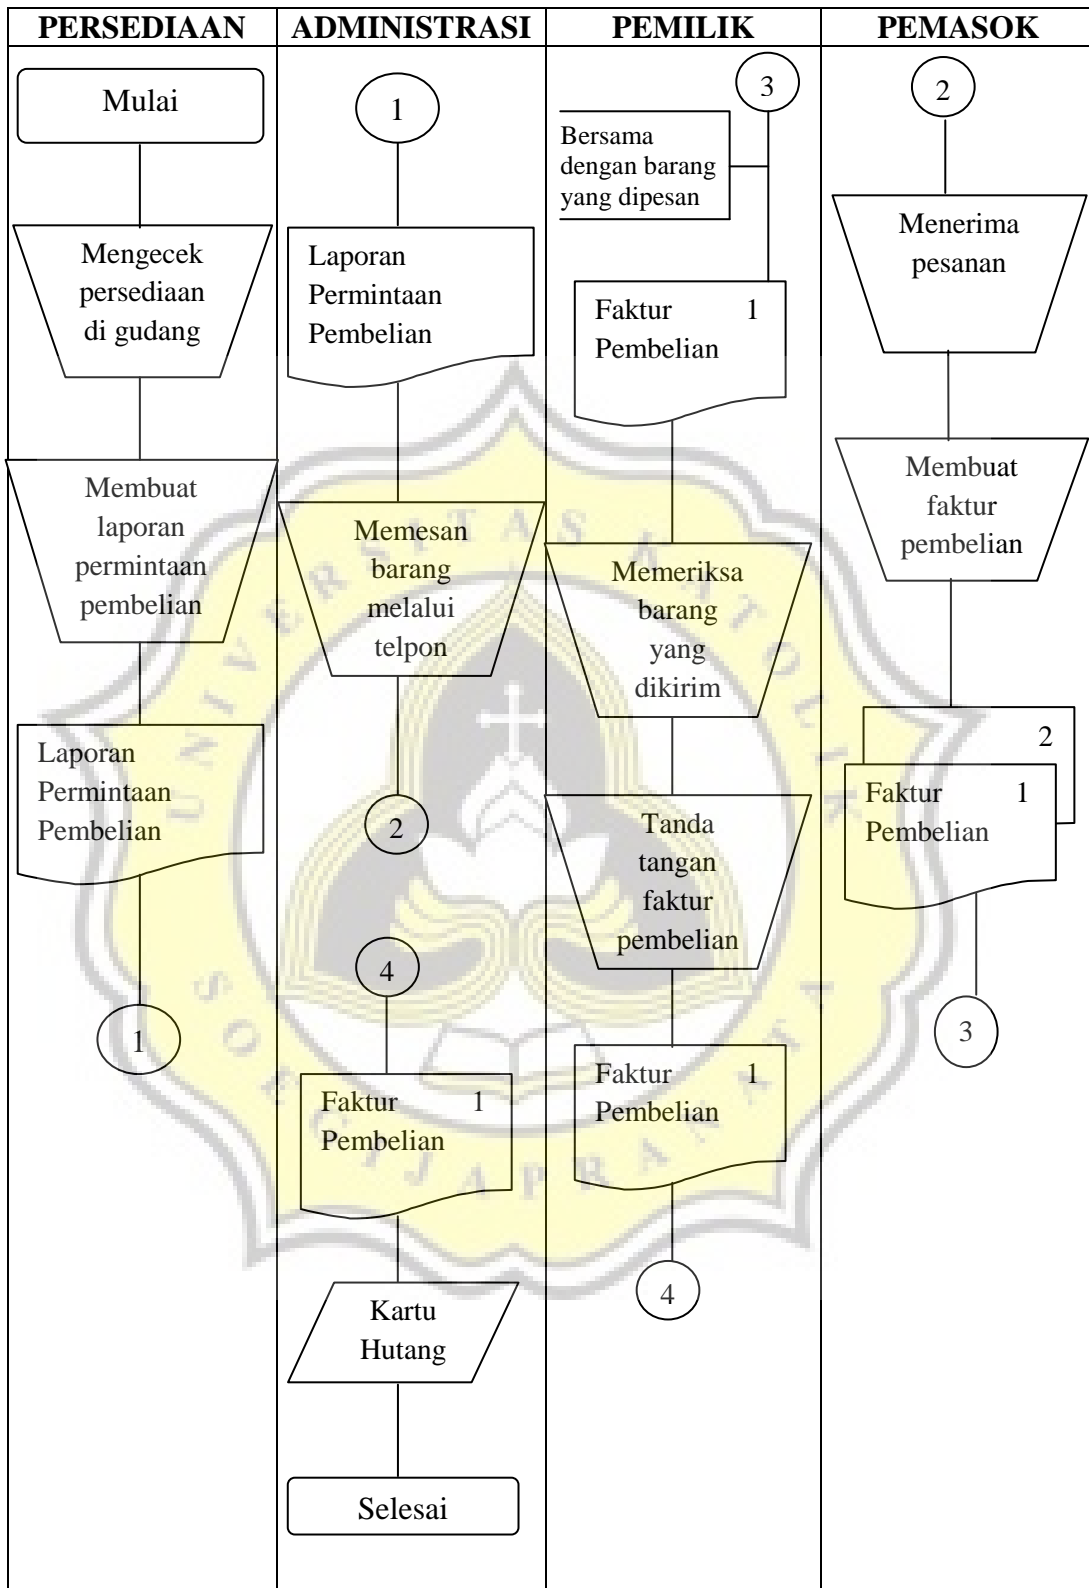 PERSEDIAAN
Mulai
Mengecek
persediaan
di gudang
Membuat
laporan
permintaan
pembelian
Laporan
Permintaan
Pembelian
1
ADMINISTRASI
1
Laporan
Permintaan
Pembelian
Memesan
barang
melalui
telpon
2
4
Faktur 1
Pembelian
Kartu
Hutang
Selesai
PEMILIK
3
Bersama
dengan barang
yang dipesan
Faktur 1
Pembelian
Memeriksa
barang
yang
dikirim
Tanda
tangan
faktur
pembelian
Faktur 1
Pembelian
4
PEMASOK
2
Menerima
pesanan
Membuat
faktur
pembelian
2
Faktur 1
Pembelian
3
UNIVERSITAS KATOLIK
SOEGIJAPRANATA